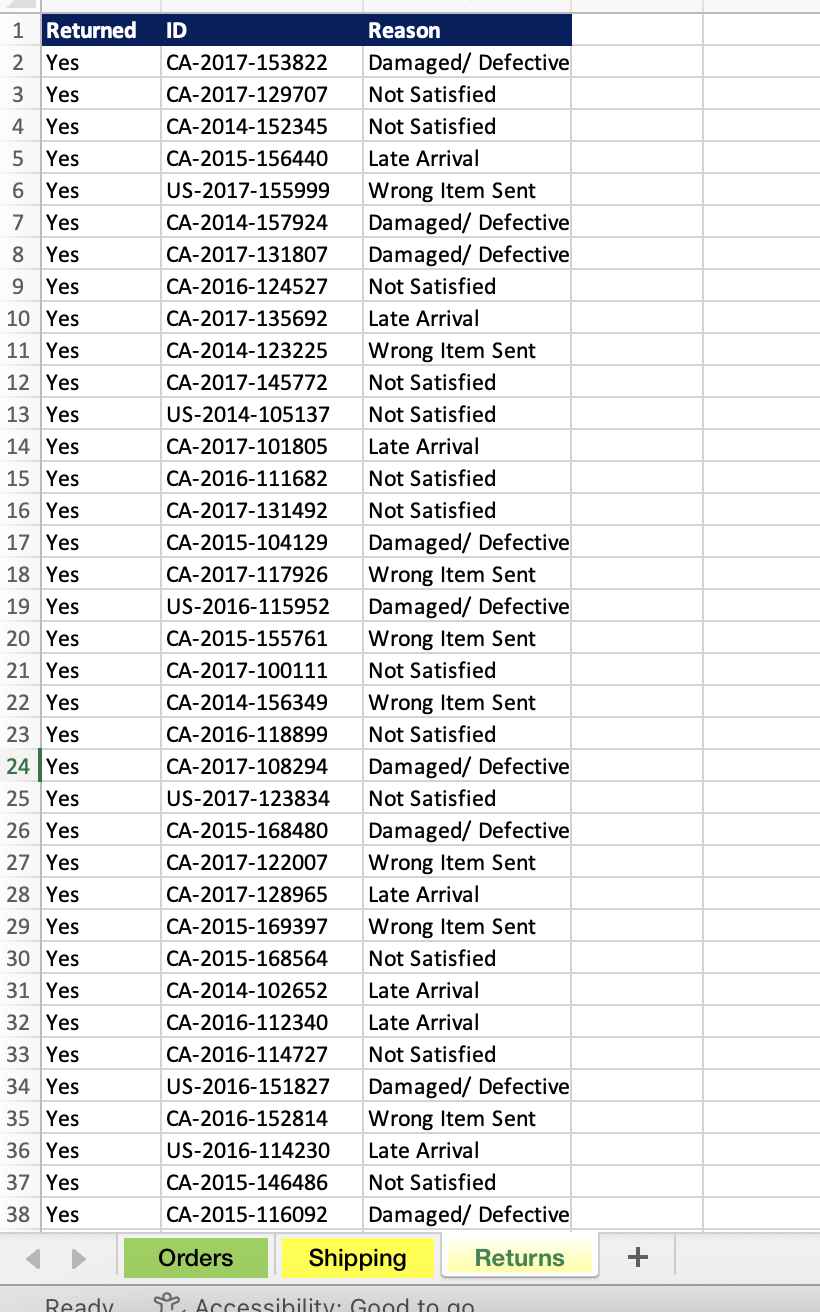 1 Returned ID Reason
2 Yes CA-2017-153822 Damaged/ Defective
3 Yes CA-2017-129707 Not Satisfied
4 Yes CA-2014-152345 Not Satisfied
5 Yes CA-2015-156440 Late Arrival
6 Yes US-2017-155999 Wrong Item Sent
7 Yes CA-2014-157924 Damaged/ Defective
8 Yes CA-2017-131807 Damaged/ Defective
9 Yes CA-2016-124527 Not Satisfied
10 Yes CA-2017-135692 Late Arrival
11 Yes CA-2014-123225 Wrong Item Sent
12 Yes CA-2017-145772 Not Satisfied
13 Yes US-2014-105137 Not Satisfied
14 Yes CA-2017-101805 Late Arrival
15 Yes CA-2016-111682 Not Satisfied
16 Yes CA-2017-131492 Not Satisfied
17 Yes CA-2015-104129 Damaged/ Defective
18 Yes CA-2017-117926 Wrong Item Sent
19 Yes US-2016-115952 Damaged/ Defective
20 Yes CA-2015-155761 Wrong Item Sent
21 Yes CA-2017-100111 Not Satisfied
22 Yes CA-2014-156349 Wrong Item Sent
23 Yes CA-2016-118899 Not Satisfied
24 Yes CA-2017-108294 Damaged/ Defective
25 Yes US-2017-123834 Not Satisfied
26 Yes CA-2015-168480 Damaged/ Defective
27 Yes CA-2017-122007 Wrong Item Sent
28 Yes CA-2017-128965 Late Arrival
29 Yes CA-2015-169397 Wrong Item Sent
30 Yes CA-2015-168564 Not Satisfied
31 Yes CA-2014-102652 Late Arrival
32 Yes CA-2016-112340 Late Arrival
33 Yes CA-2016-114727 Not Satisfied
34 Yes US-2016-151827 Damaged/ Defective
35 Yes CA-2016-152814 Wrong Item Sent
36 Yes US-2016-114230 Late Arrival
37 Yes CA-2015-146486 Not Satisfied
38 Yes CA-2015-116092 Damaged/ Defective
Orders Shipping Returns +
Ready Accessibility: Good to go